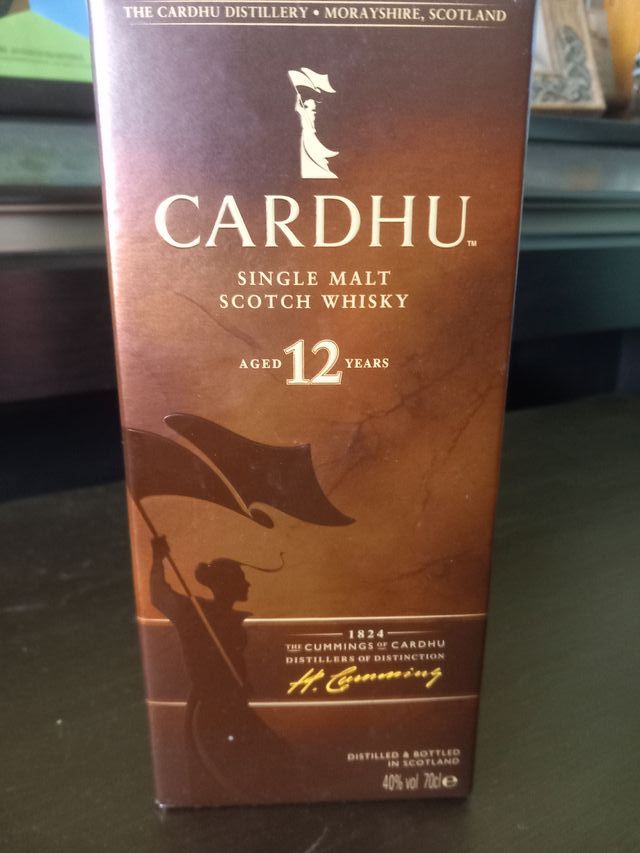 THE CARDHU DISTILLERY • MORAYSHIRE, SCOTLAND
CARDHU™
SINGLE MALT
SCOTCH WHISKY
AGED 12 YEARS
1824
THE CUMMINGS OF CARDHU
DISTILLERS OF DISTINCTION
H. Cumming
DISTILLED & BOTTLED
IN SCOTLAND
40% vol 70cl e